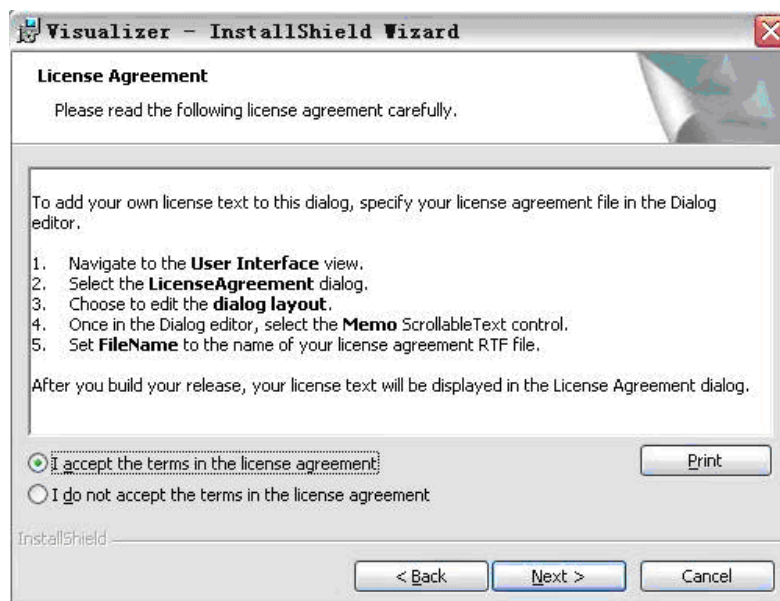 Visualizer - InstallShield Wizard
License Agreement
Please read the following license agreement carefully.
To add your own license text to this dialog, specify your license agreement file in the Dialog
editor.
1. Navigate to the User Interface view.
2. Select the LicenseAgreement dialog.
3. Choose to edit the dialog layout.
4. Once in the Dialog editor, select the Memo ScrollableText control.
5. Set FileName to the name of your license agreement RTF file.
After you build your release, your license text will be displayed in the License Agreement dialog.
I accept the terms in the license agreement
Print
I do not accept the terms in the license agreement
InstallShield
< Back Next > Cancel